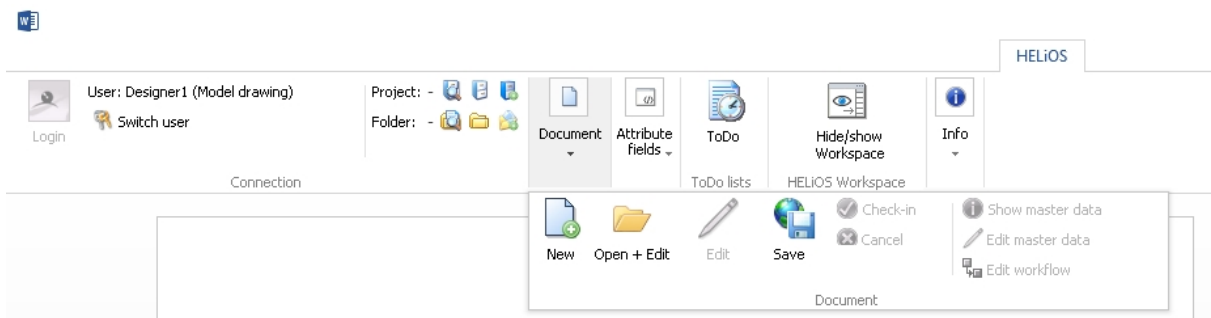 HELiOS
User: Designer1 (Model drawing)
Switch user
Login
Connection
Project: -
Folder: -
Document
Attribute
fields
ToDo
ToDo lists
Hide/show
Workspace
HELiOS Workspace
Info
New
Open + Edit
Edit
Save
Check-in
Cancel
Show master data
Edit master data
Edit workflow
Document